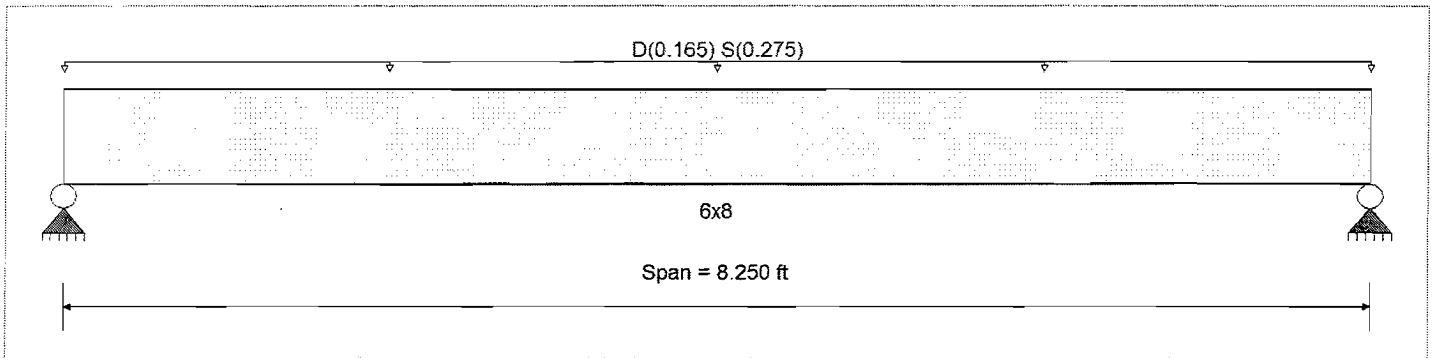 D(0.165) S(0.275)
6x8
Span = 8.250 ft